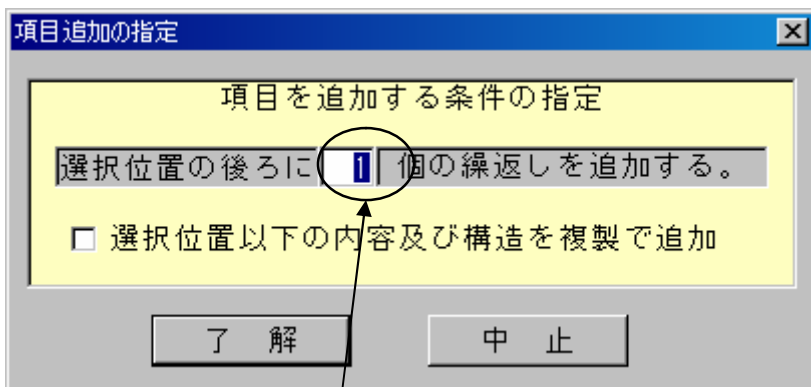 項目追加の指定
項目を追加する条件の指定
選択位置の後ろに 1 個の繰返しを追加する。
選択位置以下の内容及び構造を複製で追加
了 解 中 止